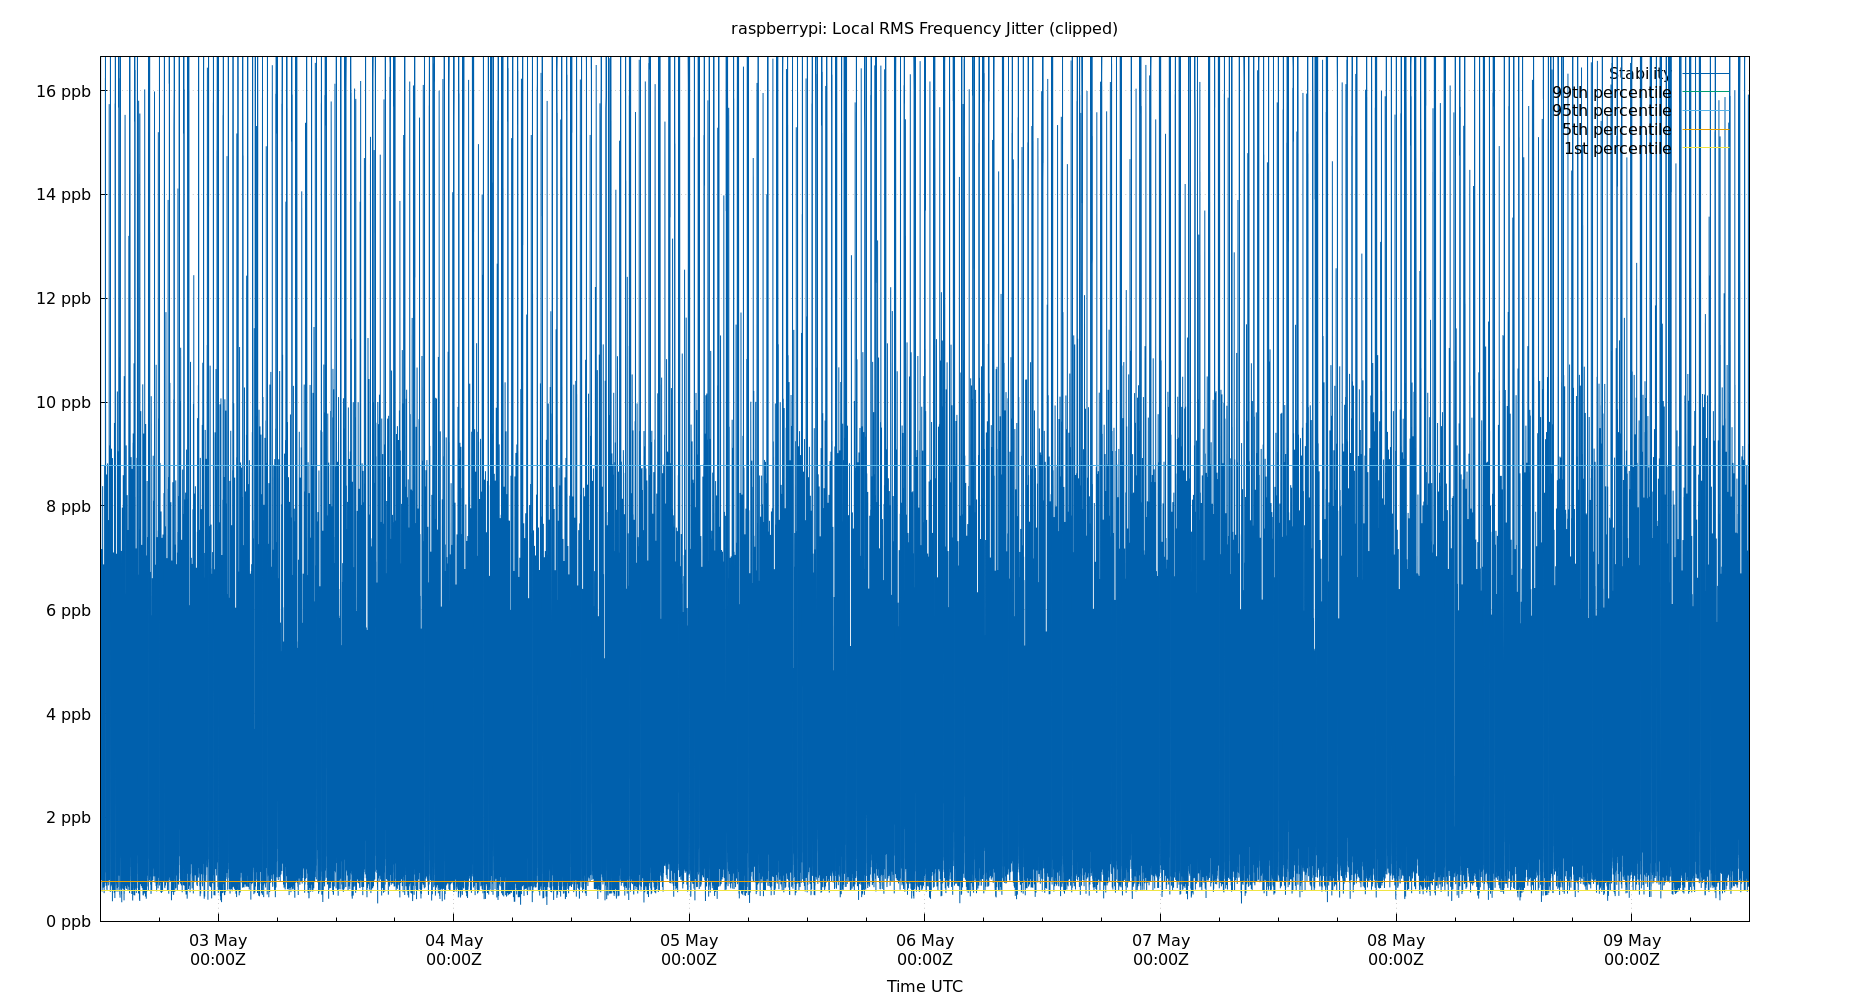 raspberrypi: Local RMS Frequency Jitter (clipped)
16 ppb
14 ppb
12 ppb
10 ppb
8 ppb
6 ppb
4 ppb
2 ppb
0 ppb
Stability
99th percentile
95th percentile
5th percentile
1st percentile
03 May
00:00Z
04 May
00:00Z
05 May
00:00Z
06 May
00:00Z
07 May
00:00Z
08 May
00:00Z
09 May
00:00Z
Time UTC